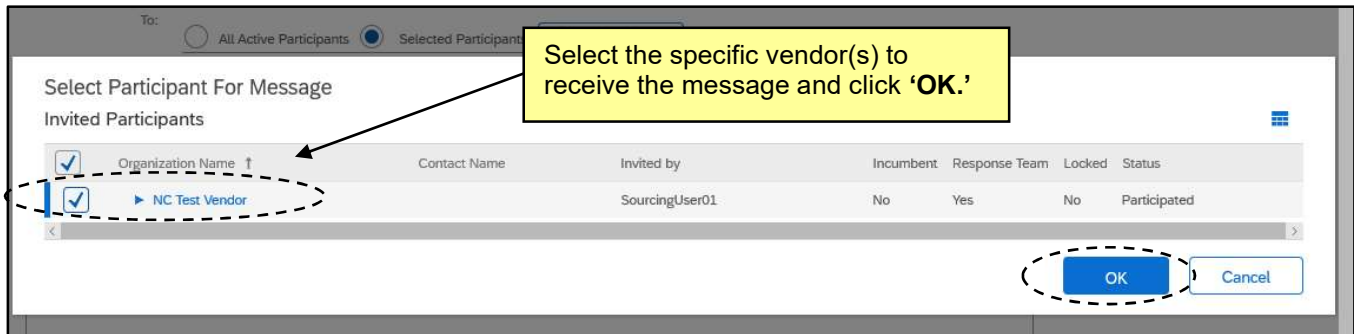 To:
All Active Participants Selected Participants
Select the specific vendor(s) to
receive the message and click ‘OK.’
Select Participant For Message
Invited Participants
Organization Name ↑ Contact Name Invited by Incumbent Response Team Locked Status
► NC Test Vendor SourcingUser01 No Yes No Participated
OK Cancel